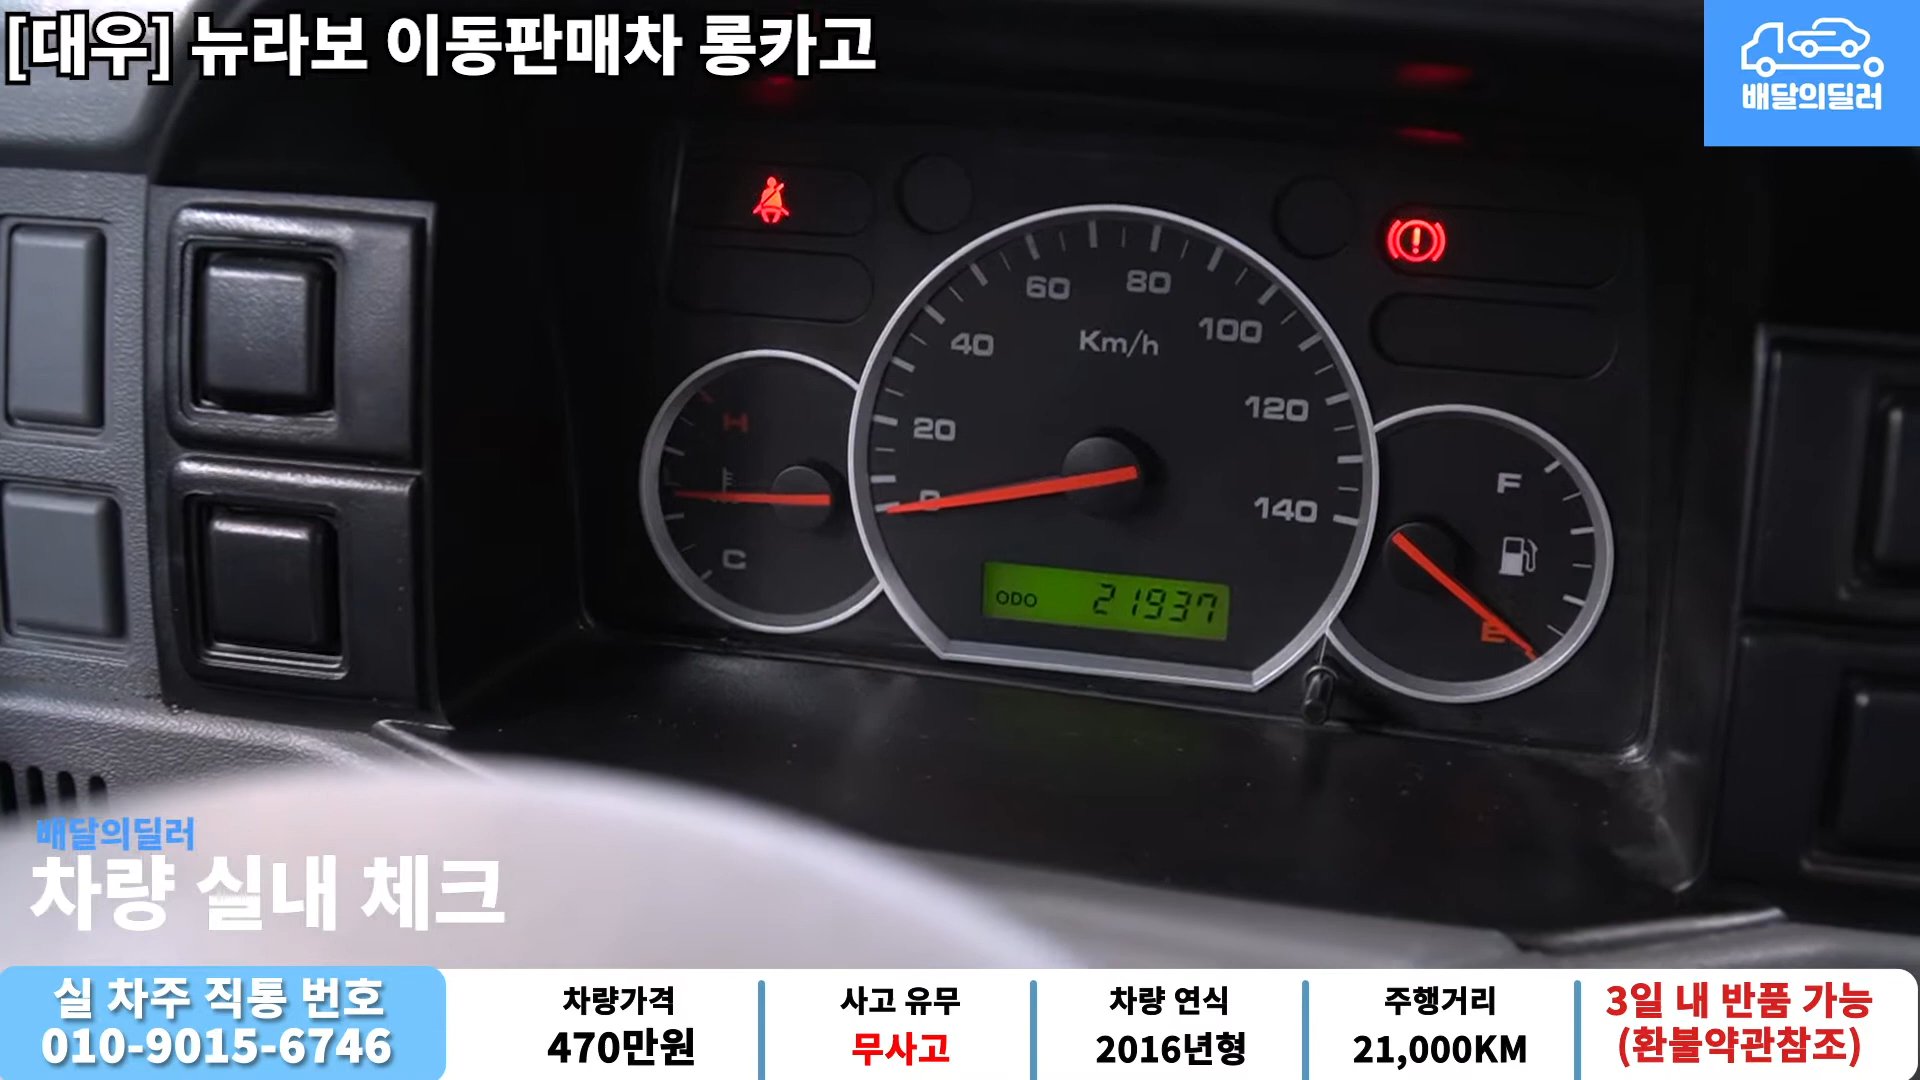 [대우] 뉴라보 이동판매차 롱카고
배달의딜러
60
80
40
Km/h
100
20
120
0
140
H
C
F
E
ODO 21937
배달의딜러
차량 실내 체크
실 차주 직통 번호
010-9015-6746
차량가격
470만원
사고 유무
무사고
차량 연식
2016년형
주행거리
21,000KM
3일 내 반품 가능
(환불약관참조)